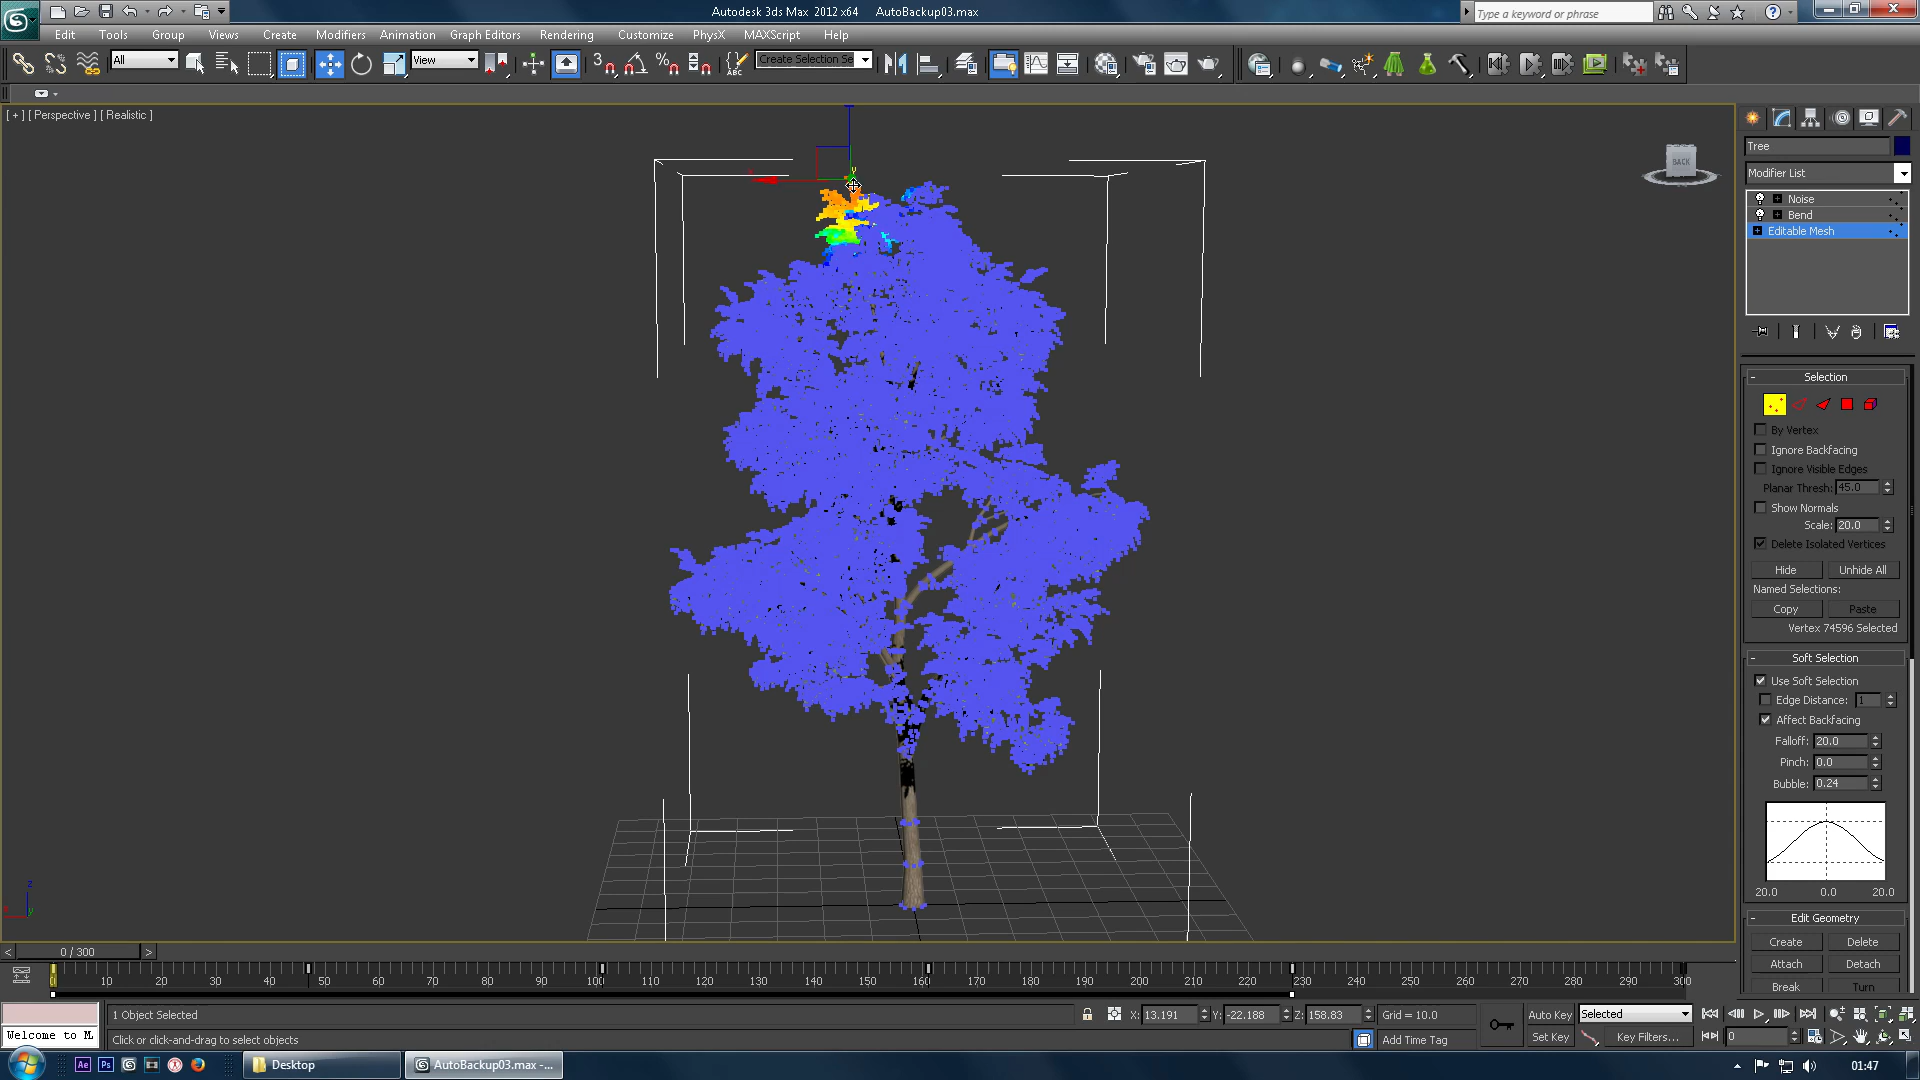 Autodesk 3ds Max 2012 x64 AutoBackup03.max
Type a keyword or phrase
Edit Tools Group Views Create Modifiers Animation Graph Editors Rendering Customize PhysX MAXScript Help
All View Create Selection Se
[ + ] [ Perspective ] [ Realistic ]
BACK
Tree
Modifier List
Noise
Bend
Editable Mesh
Selection
By Vertex
Ignore Backfacing
Ignore Visible Edges
Planar Thresh: 45.0
Show Normals
Scale: 20.0
Delete Isolated Vertices
Hide Unhide All
Named Selections:
Copy Paste
Vertex 74596 Selected
Soft Selection
Use Soft Selection
Edge Distance: 1
Affect Backfacing
Falloff: 20.0
Pinch: 0.0
Bubble: 0.24
20.0 0.0 20.0
Edit Geometry
Create Delete
Attach Detach
Break Turn
z
x y
< 0 / 300 >
10 20 30 40 50 60 70 80 90 100 110 120 130 140 150 160 170 180 190 200 210 220 230 240 250 260 270 280 290 300
1 Object Selected X: 13.191 Y: -22.188 Z: 158.83 Grid = 10.0 Auto Key Selected
Welcome to M. Click or click-and-drag to select objects Add Time Tag Set Key Key Filters... 0
Ae Ps Desktop AutoBackup03.max -... 01:47